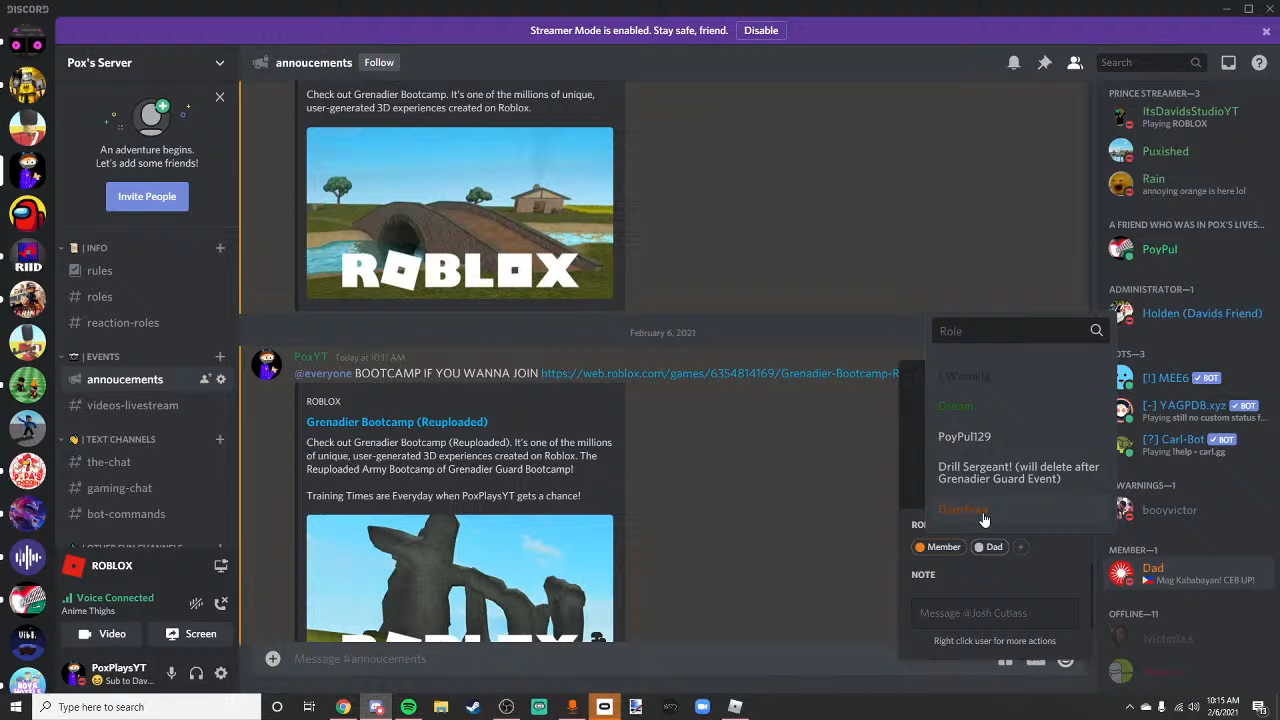 DISCORD
Streamer Mode is enabled. Stay safe, friend.
Disable
Pox's Server
annoucements
Follow
Search
An adventure begins.
Let's add some friends!
Invite People
| INFO
rules
roles
reaction-roles
| EVENTS
annoucements
videos-livestream
| TEXT CHANNELS
the-chat
gaming-chat
bot-commands
| OTHER FUN CHANNELS
ROBLOX
Voice Connected
Anime Thighs
Video
Screen
PoxPlaysYT
Sub to Dav...
RIID
Check out Grenadier Bootcamp. It's one of the millions of unique,
user-generated 3D experiences created on Roblox.
ROBLOX
February 6, 2021
PoxYT Today at 10:11 AM
@everyone BOOTCAMP IF YOU WANNA JOIN https://web.roblox.com/games/6354814169/Grenadier-Bootcamp-R
ROBLOX
Grenadier Bootcamp (Reuploaded)
Check out Grenadier Bootcamp (Reuploaded). It's one of the millions
of unique, user-generated 3D experiences created on Roblox. The
Reuploaded Army Bootcamp of Grenadier Guard Bootcamp!
Training Times are Everyday when PoxPlaysYT gets a chance!
ROBLOX
Message #annoucements
Role
Dream
PoyPul129
Drill Sergeant! (will delete after
Grenadier Guard Event)
Member
Dad
NOTE
Message @Josh Cutlass
Right click user for more actions
PRINCE STREAMER—3
ItsDavidsStudioYT
Playing ROBLOX
Puxished
Rain
annoying orange is here lol
A FRIEND WHO WAS IN POX'S LIVES...
PoyPul
ADMINISTRATOR—1
Holden (Davids Friend)
BOTS—3
[!] MEE6 BOT
[-] YAGPDB.xyz BOT
Playing still no custom status f
[?] Carl-Bot BOT
Playing !help - carl.gg
WARNINGS—1
booyvictor
MEMBER—1
Dad
Mag Kababayan! CEB UP!
OFFLINE—11
Type here to search
10:15 AM
2/6/2021